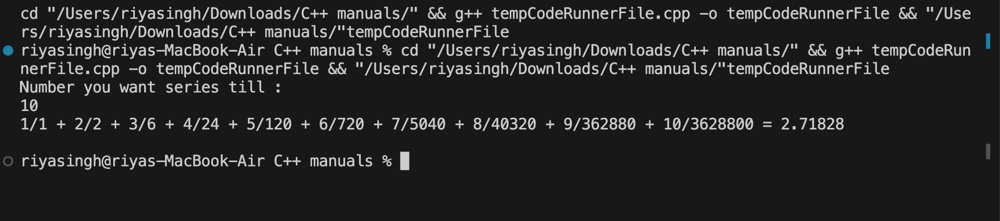 cd "/Users/riyasingh/Downloads/C++ manuals/" && g++ tempCodeRunnerFile.cpp -o tempCodeRunnerFile && "/Use
rs/riyasingh/Downloads/C++ manuals/"tempCodeRunnerFile
riyasingh@riyas-MacBook-Air C++ manuals % cd "/Users/riyasingh/Downloads/C++ manuals/" && g++ tempCodeRun
nerFile.cpp -o tempCodeRunnerFile && "/Users/riyasingh/Downloads/C++ manuals/"tempCodeRunnerFile
Number you want series till :
10
1/1 + 2/2 + 3/6 + 4/24 + 5/120 + 6/720 + 7/5040 + 8/40320 + 9/362880 + 10/3628800 = 2.71828
riyasingh@riyas-MacBook-Air C++ manuals %